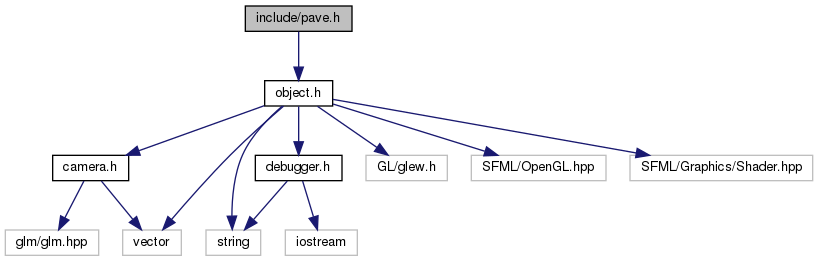 include/pave.h
object.h
camera.h
debugger.h
GL/glew.h
SFML/OpenGL.hpp
SFML/Graphics/Shader.hpp
glm/glm.hpp
vector
string
iostream